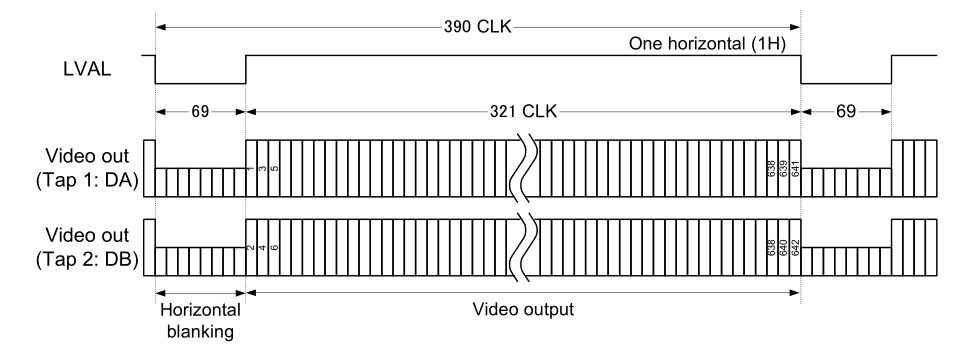 390 CLK
One horizontal (1H)
LVAL
69
321 CLK
69
Video out
(Tap 1: DA)
1 3 5 638 639 641
Video out
(Tap 2: DB)
2 4 6 638 640 642
Horizontal
blanking
Video output